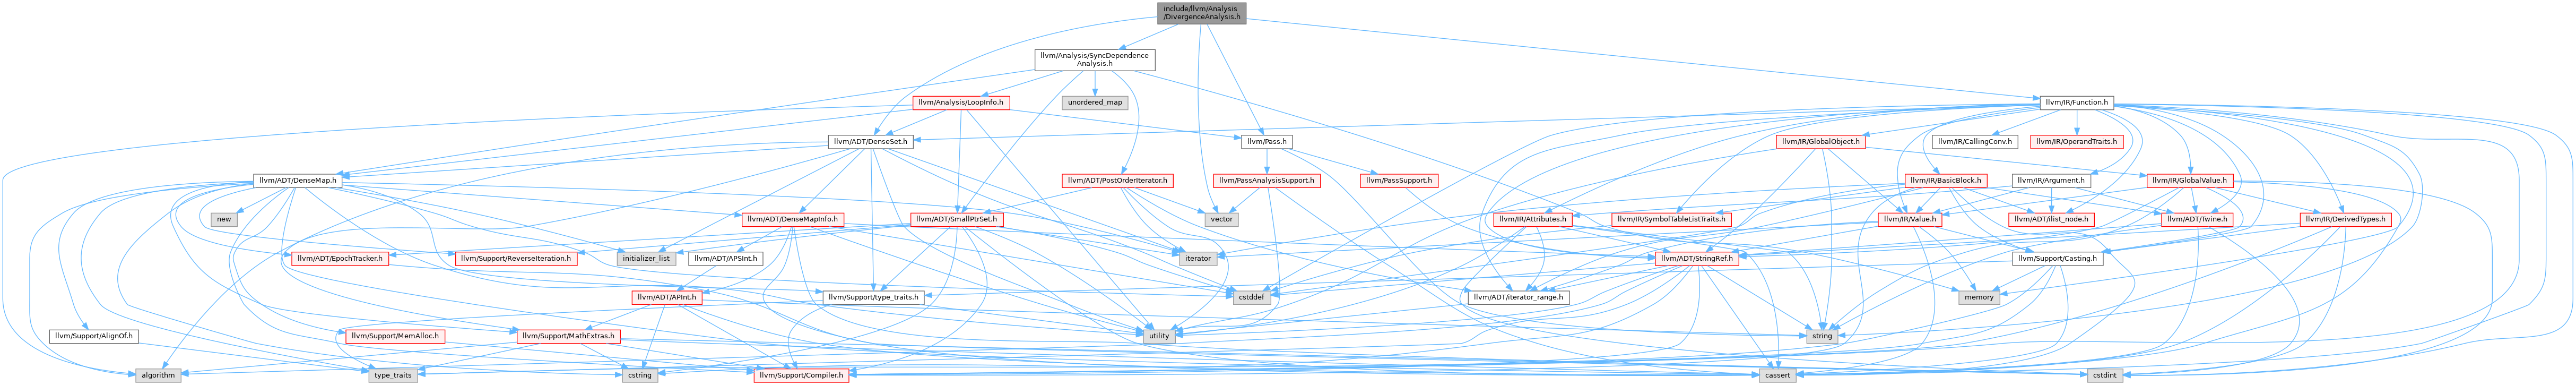 include/llvm/Analysis
/DivergenceAnalysis.h
llvm/Analysis/SyncDependence
Analysis.h
llvm/Analysis/LoopInfo.h
unordered_map
llvm/IR/Function.h
llvm/ADT/DenseSet.h
llvm/Pass.h
llvm/IR/GlobalObject.h
llvm/IR/CallingConv.h
llvm/IR/OperandTraits.h
llvm/ADT/DenseMap.h
llvm/ADT/PostOrderIterator.h
llvm/PassAnalysisSupport.h
llvm/PassSupport.h
llvm/IR/BasicBlock.h
llvm/IR/Argument.h
llvm/IR/GlobalValue.h
new
llvm/ADT/DenseMapInfo.h
llvm/ADT/SmallPtrSet.h
vector
llvm/IR/Attributes.h
llvm/IR/SymbolTableListTraits.h
llvm/IR/Value.h
llvm/ADT/ilist_node.h
llvm/ADT/Twine.h
llvm/IR/DerivedTypes.h
llvm/ADT/EpochTracker.h
llvm/Support/ReverseIteration.h
initializer_list
llvm/ADT/APSInt.h
iterator
llvm/ADT/StringRef.h
llvm/Support/Casting.h
llvm/ADT/APInt.h
llvm/Support/type_traits.h
cstddef
llvm/ADT/iterator_range.h
memory
llvm/Support/AlignOf.h
llvm/Support/MemAlloc.h
llvm/Support/MathExtras.h
utility
string
algorithm
type_traits
cstring
llvm/Support/Compiler.h
cassert
cstdint